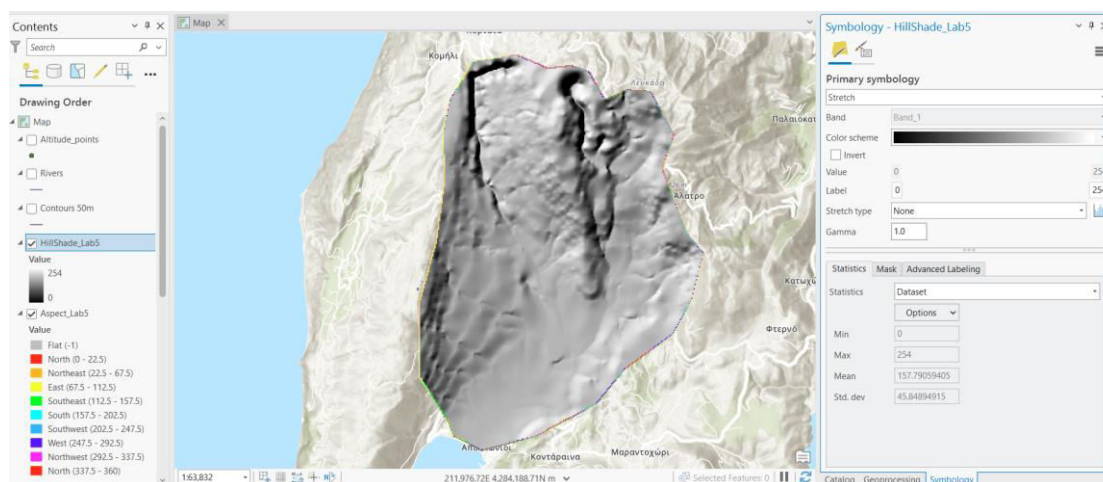 Contents
Search
Drawing Order
Map
Altitude_points
Rivers
Contours 50m
HillShade_Lab5
Value
254
0
Aspect_Lab5
Value
Flat (-1)
North (0 - 22.5)
Northeast (22.5 - 67.5)
East (67.5 - 112.5)
Southeast (112.5 - 157.5)
South (157.5 - 202.5)
Southwest (202.5 - 247.5)
West (247.5 - 292.5)
Northwest (292.5 - 337.5)
North (337.5 - 360)
Map
Κομήλι
Λευκάδα
Παλαιοκατ
Άλατρο
Κατωχώ
Φτερνό
Κοντάραινα
Μαραντοχώρι
1:63,832
211,976.72E 4,284,188.71N m
Selected Features: 0
Symbology - HillShade_Lab5
Primary symbology
Stretch
Band
Band_1
Color scheme
Invert
Value
0
254
Label
0
254
Stretch type
None
Gamma
1.0
Statistics
Mask
Advanced Labeling
Statistics
Dataset
Options
Min
0
Max
254
Mean
157.79059405
Std. dev
45.84894915
Catalog
Geoprocessing
Symbology